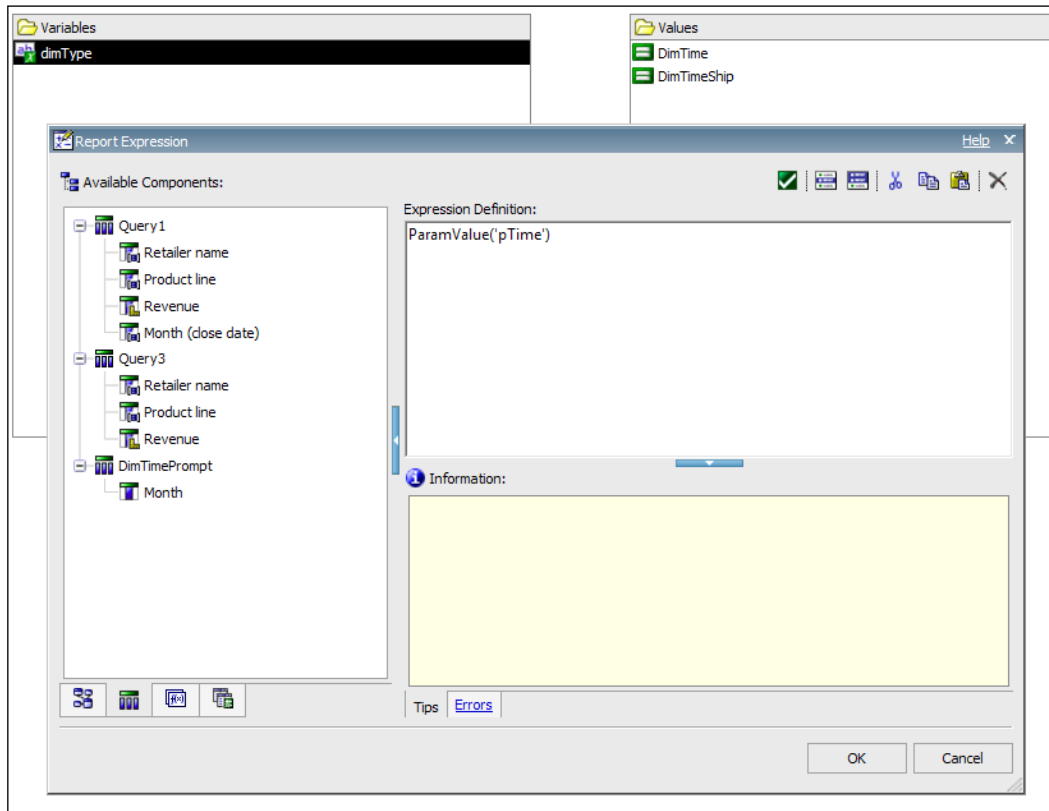 Variables
dimType
Values
DimTime
DimTimeShip
Report Expression
Help
Available Components:
Query1
Retailer name
Product line
Revenue
Month (close date)
Query3
Retailer name
Product line
Revenue
DimTimePrompt
Month
Expression Definition:
ParamValue('pTime')
Information:
Tips
Errors
OK
Cancel